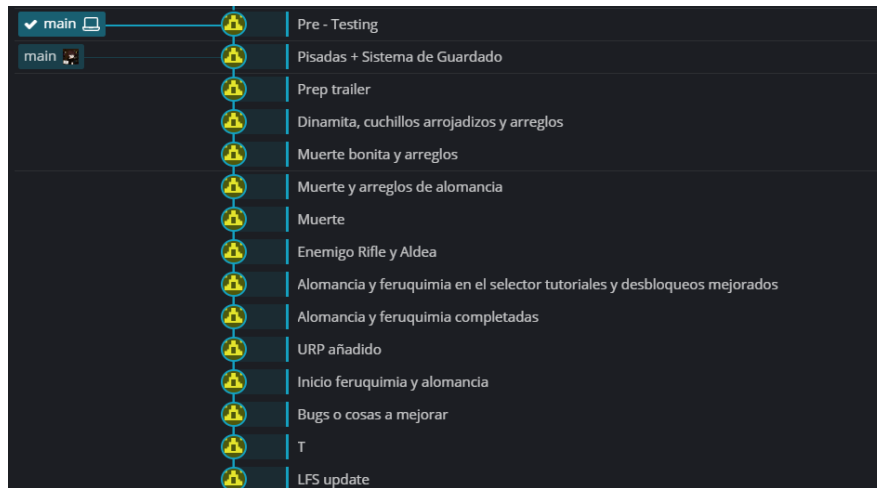 main
Pre - Testing
main
Pisadas + Sistema de Guardado
Prep trailer
Dinamita, cuchillos arrojadizos y arreglos
Muerte bonita y arreglos
Muerte y arreglos de alomancia
Muerte
Enemigo Rifle y Aldea
Alomancia y feruquimia en el selector tutoriales y desbloqueos mejorados
Alomancia y feruquimia completadas
URP añadido
Inicio feruquimia y alomancia
Bugs o cosas a mejorar
T
LFS update